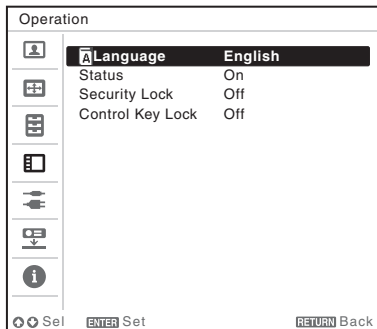 Operation
A Language English
Status On
Security Lock Off
Control Key Lock Off
Sel ENTER Set RETURN Back